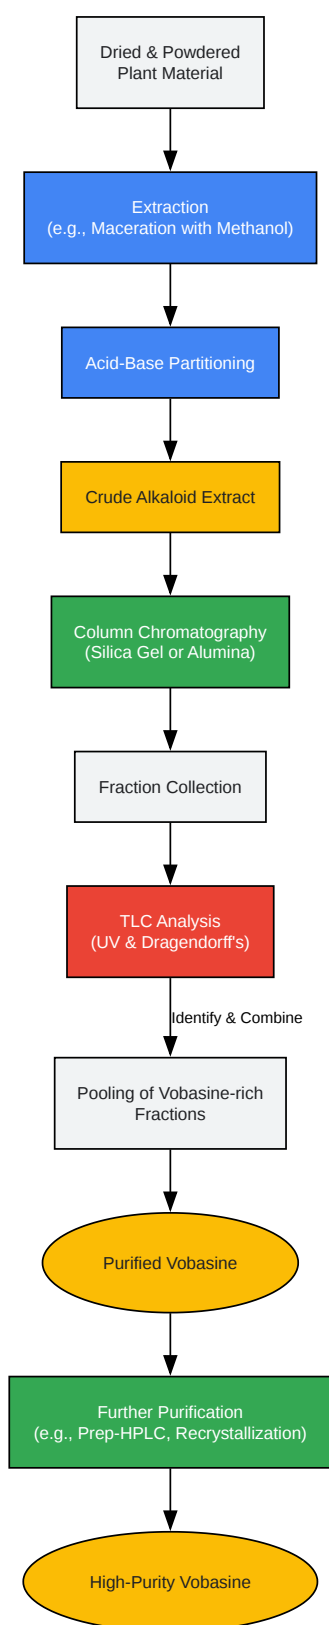 Dried & Powdered
Plant Material
Extraction
(e.g., Maceration with Methanol)
Acid-Base Partitioning
Crude Alkaloid Extract
Column Chromatography
(Silica Gel or Alumina)
Fraction Collection
TLC Analysis
(UV & Dragendorff's)
Identify & Combine
Pooling of Vobasine-rich
Fractions
Purified Vobasine
Further Purification
(e.g., Prep-HPLC, Recrystallization)
High-Purity Vobasine